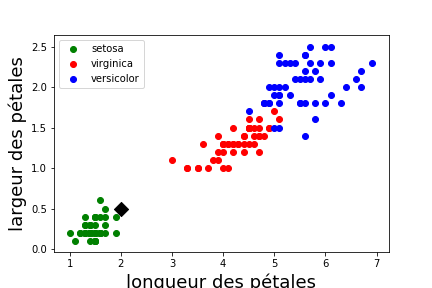 setosa
virginica
versicolor
largeur des pétales
2.5
2.0
1.5
1.0
0.5
0.0
1
2
3
4
5
6
7
longueur des pétales